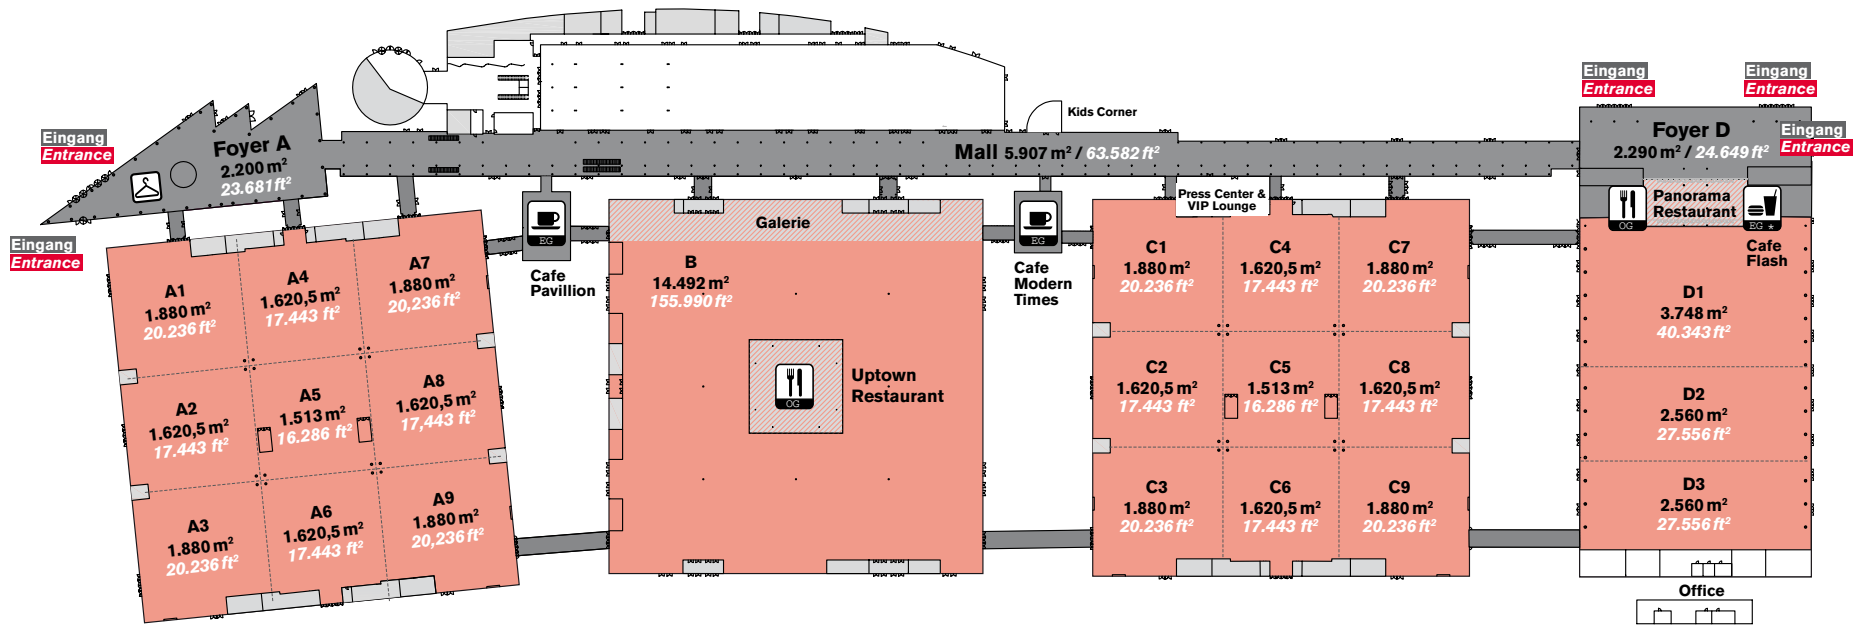 Eingang
Entrance
Eingang
Entrance
Foyer A
2.200 m²
23.681 ft²
Kids Corner
Mall 5.907 m² / 63.582 ft²
Eingang
Entrance
Eingang
Entrance
Eingang
Entrance
Foyer D
2.290 m² / 24.649 ft²
Panorama
Restaurant
OG
EG *
Cafe
Flash
EG
Cafe
Pavillion
EG
Cafe
Modern
Times
Press Center &
VIP Lounge
A1
1.880 m²
20.236 ft²
A4
1.620,5 m²
17.443 ft²
A7
1.880 m²
20,236 ft²
A2
1.620,5 m²
17.443 ft²
A5
1.513 m²
16.286 ft²
A8
1.620,5 m²
17,443 ft²
A3
1.880 m²
20.236 ft²
A6
1.620,5 m²
17.443 ft²
A9
1.880 m²
20,236 ft²
Galerie
B
14.492 m²
155.990 ft²
OG
Uptown
Restaurant
C1
1.880 m²
20.236 ft²
C4
1.620,5 m²
17.443 ft²
C7
1.880 m²
20.236 ft²
C2
1.620,5 m²
17.443 ft²
C5
1.513 m²
16.286 ft²
C8
1.620,5 m²
17.443 ft²
C3
1.880 m²
20.236 ft²
C6
1.620,5 m²
17.443 ft²
C9
1.880 m²
20.236 ft²
D1
3.748 m²
40.343 ft²
D2
2.560 m²
27.556 ft²
D3
2.560 m²
27.556 ft²
Office